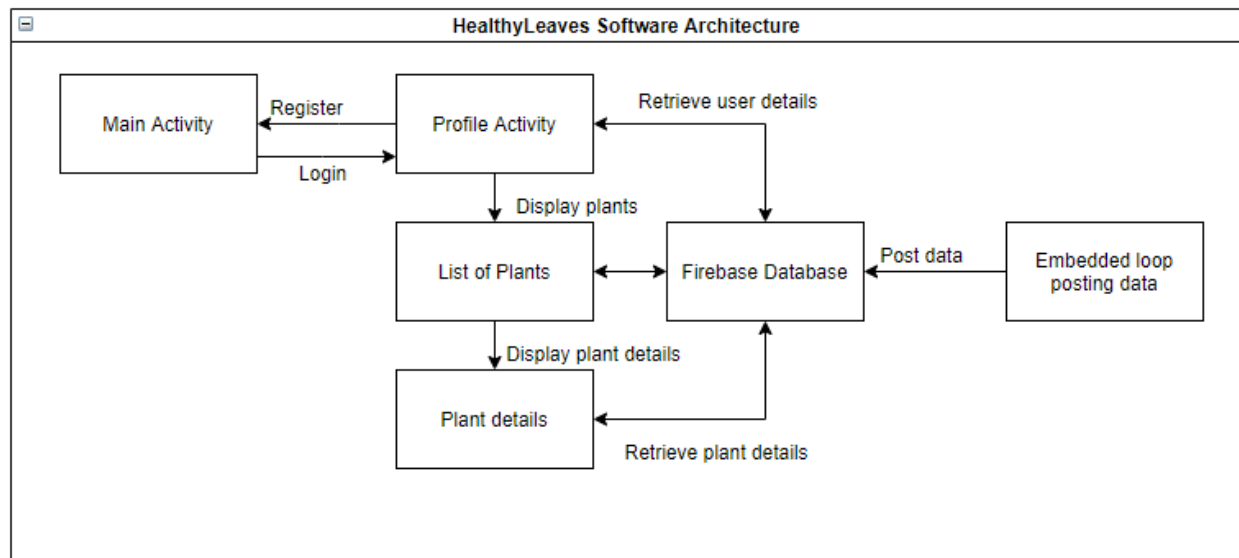 HealthyLeaves Software Architecture
Main Activity
Register
Login
Profile Activity
Retrieve user details
Display plants
List of Plants
Firebase Database
Post data
Embedded loop
posting data
Display plant details
Plant details
Retrieve plant details